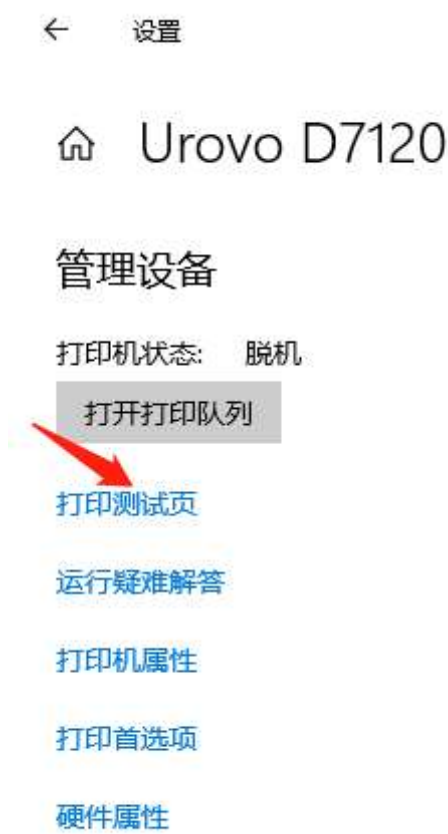 设置
Urovo D7120
管理设备
打印机状态: 脱机
打开打印队列
打印测试页
运行疑难解答
打印机属性
打印首选项
硬件属性